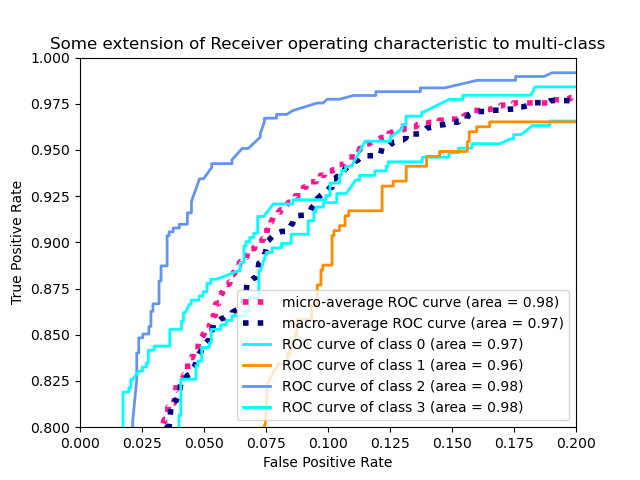 Some extension of Receiver operating characteristic to multi-class
1.000
0.975
0.950
0.925
0.900
0.875
0.850
0.825
0.800
True Positive Rate
micro-average ROC curve (area = 0.98)
macro-average ROC curve (area = 0.97)
ROC curve of class 0 (area = 0.97)
ROC curve of class 1 (area = 0.96)
ROC curve of class 2 (area = 0.98)
ROC curve of class 3 (area = 0.98)
0.000 0.025 0.050 0.075 0.100 0.125 0.150 0.175 0.200
False Positive Rate